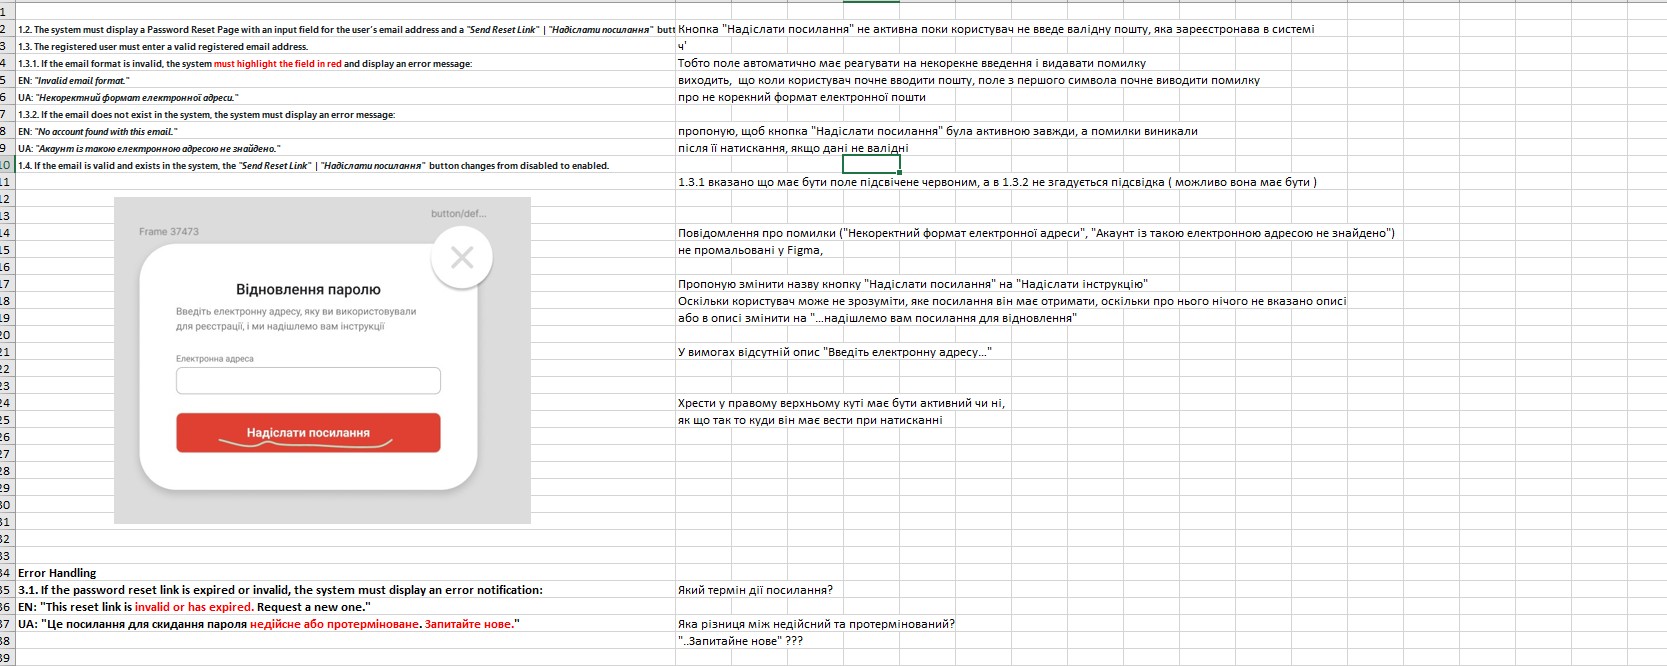 1
2 1.2. The system must display a Password Reset Page with an input field for the user's email address and a "Send Reset Link" | "Надіслати посилання" butt Кнопка "Надіслати посилання" не активна поки користувач не введе валідну пошту, яка зареєстронава в системі
3 1.3. The registered user must enter a valid registered email address. ч'
4 1.3.1. If the email format is invalid, the system must highlight the field in red and display an error message: Тобто поле автоматично має реагувати на некорекне введення і видавати помилку
5 EN: "Invalid email format." виходить, що коли користувач почне вводити пошту, поле з першого символа почне виводити помилку
6 UA: "Некоректний формат електронної адреси." про не корекний формат електронної пошти
7 1.3.2. If the email does not exist in the system, the system must display an error message:
8 EN: "No account found with this email." пропоную, щоб кнопка "Надіслати посилання" була активною завжди, а помилки виникали
9 UA: "Акаунт із такою електронною адресою не знайдено." після її натискання, якщо дані не валідні
10 1.4. If the email is valid and exists in the system, the "Send Reset Link" | "Надіслати посилання" button changes from disabled to enabled.
11 1.3.1 вказано що має бути поле підсвічене червоним, а в 1.3.2 не згадується підсвідка ( можливо вона має бути )
12
13 button/def...
14 Frame 37473 Повідомлення про помилки ("Некоректний формат електронної адреси", "Акаунт із такою електронною адресою не знайдено")
15 не промальовані у Figma,
16
17 Відновлення паролю Пропоную змінити назву кнопку "Надіслати посилання" на "Надіслати інструкцію"
18 Введіть електронну адресу, яку ви використовували Оскільки користувач може не зрозуміти, яке посилання він має отримати, оскільки про нього нічого не вказано описі
19 для реєстрації, і ми надішлемо вам інструкції або в описі змінити на "...надішлемо вам посилання для відновлення"
20
21 Електронна адреса У вимогах відсутній опис "Введіть електронну адресу..."
22
23
24 Хрести у правому верхньому куті має бути активний чи ні,
25 Надіслати посилання як що так то куди він має вести при натисканні
26
27
28
29
30
31
32
33
34 Error Handling
35 3.1. If the password reset link is expired or invalid, the system must display an error notification: Який термін дії посилання?
36 EN: "This reset link is invalid or has expired. Request a new one."
37 UA: "Це посилання для скидання пароля недійсне або протерміноване. Запитайте нове." Яка різниця між недійсний та протермінований?
38 "..Запитайне нове" ???
39